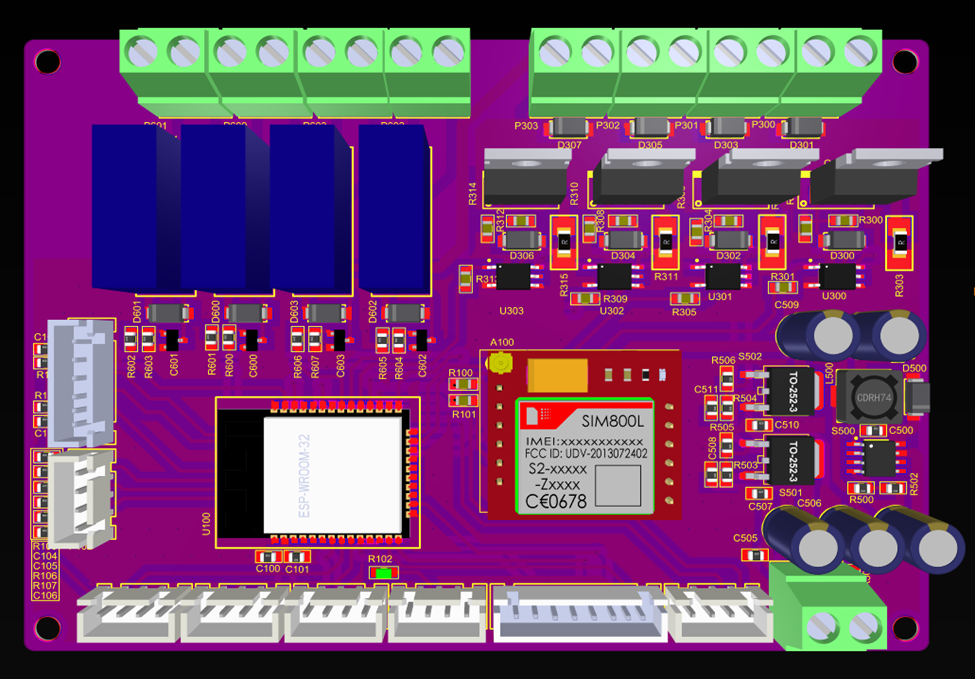 P303
P302
P301
P300
D307
D305
D303
D301
R314
R310
R312
R308
R304
R300
D306
D304
D302
D300
R315
R311
R301
R303
R313
R309
R305
C509
U303
U302
U301
U300
D601
D600
D603
D602
R602
R603
C601
R601
R600
C600
R606
R607
C603
R605
R604
C602
A100
R100
R101
R506
S502
L500
D500
C511
R504
TO-252-3
CDRH74
R505
C510
S500
C500
C508
R503
TO-252-3
S501
R500
R502
C507
C506
C505
SIM800L
IMEI:xxxxxxxxxxx
FCC ID: UDV-2013072402
S2-xxxxx
-Zxxxx
C€0678
ESP-WROOM-32
U100
C100
C101
R102
C104
C105
R106
R107
C106
R
R
R
R